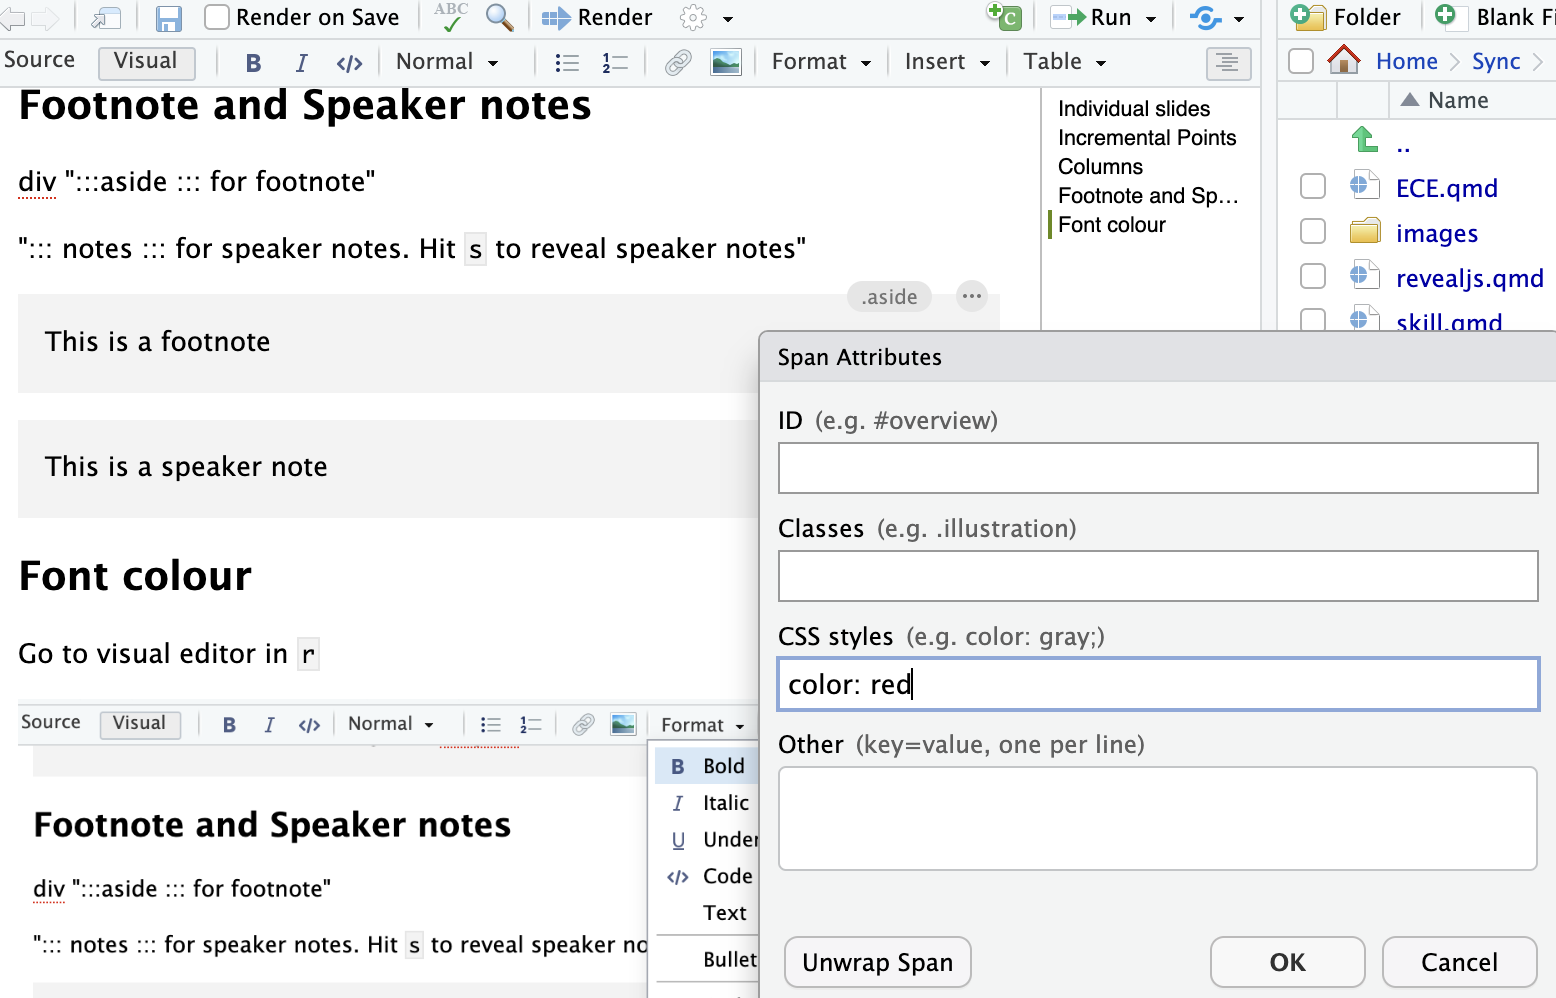 Render on Save
ABC
Render
C
Run
Folder
Blank Fi
Source
Visual
B
I
</>
Normal
Format
Insert
Table
Home
Sync
Name
Footnote and Speaker notes
div ":::aside ::: for footnote"
"::: notes ::: for speaker notes. Hit s to reveal speaker notes"
.aside
This is a footnote
This is a speaker note
Font colour
Go to visual editor in r
Individual slides
Incremental Points
Columns
Footnote and Sp...
Font colour
..
ECE.qmd
images
revealjs.qmd
skill.qmd
Source
Visual
B
I
</>
Normal
Format
B Bold
I Italic
U Under
</> Code
Text
Bullet
Footnote and Speaker notes
div ":::aside ::: for footnote"
"::: notes ::: for speaker notes. Hit s to reveal speaker no
Span Attributes
ID (e.g. #overview)
Classes (e.g. .illustration)
CSS styles (e.g. color: gray;)
color: red
Other (key=value, one per line)
Unwrap Span
OK
Cancel